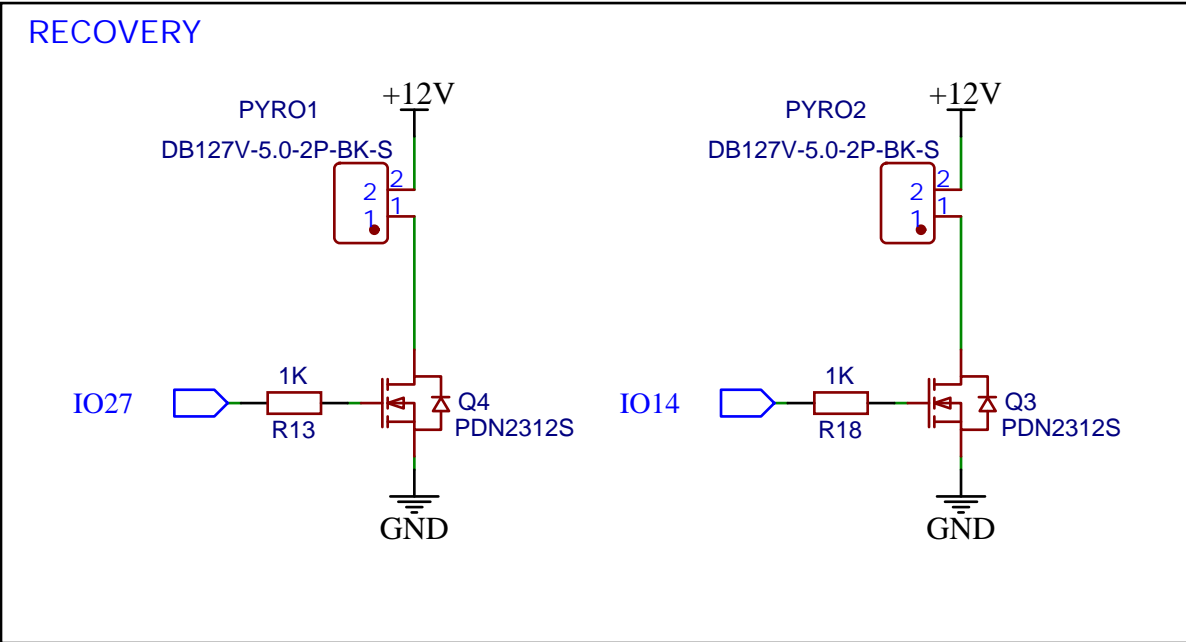 RECOVERY
+12V
PYRO1
DB127V-5.0-2P-BK-S
2
2
1
1
IO27
1K
R13
Q4
PDN2312S
GND
+12V
PYRO2
DB127V-5.0-2P-BK-S
2
2
1
1
IO14
1K
R18
Q3
PDN2312S
GND